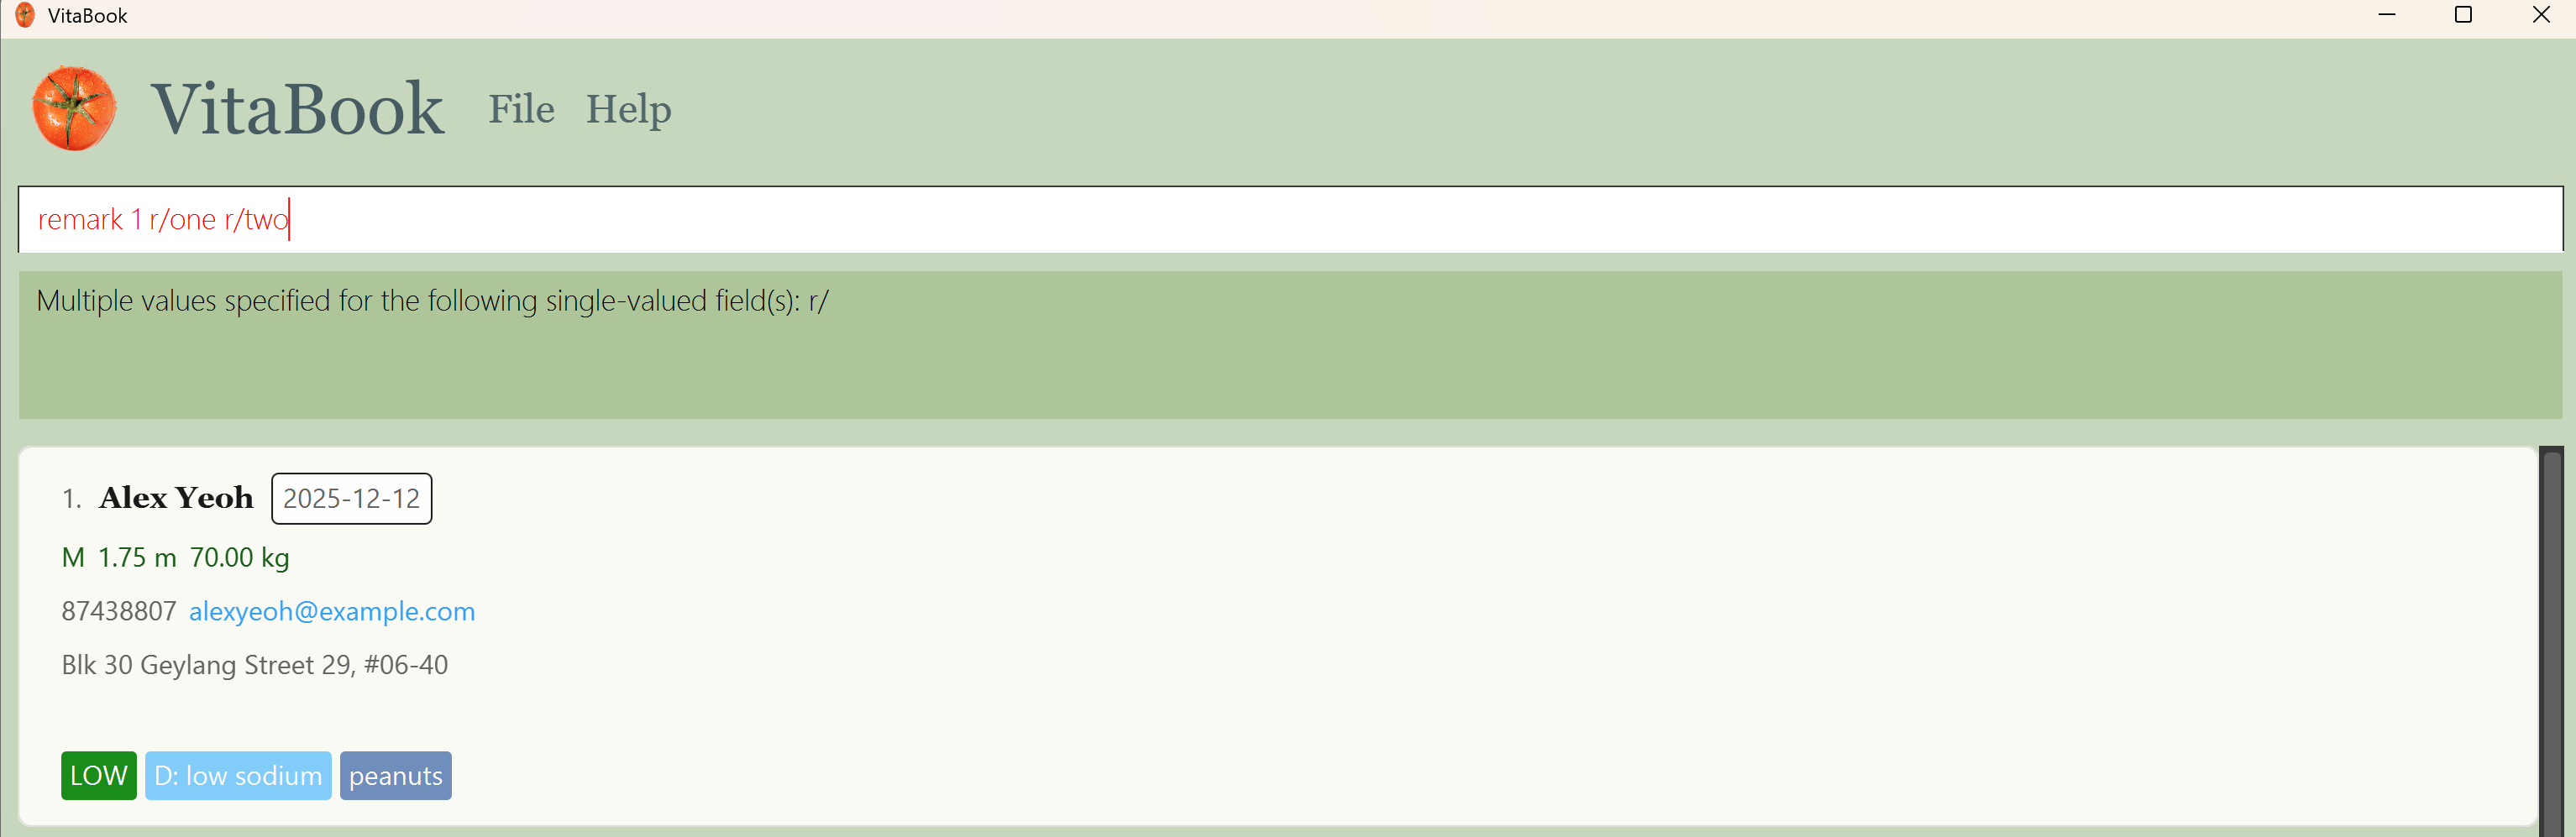 VitaBook
VitaBook File Help
remark 1 r/one r/two
Multiple values specified for the following single-valued field(s): r/
1. Alex Yeoh 2025-12-12
M 1.75 m 70.00 kg
87438807 alexyeoh@example.com
Blk 30 Geylang Street 29, #06-40
LOW D: low sodium peanuts